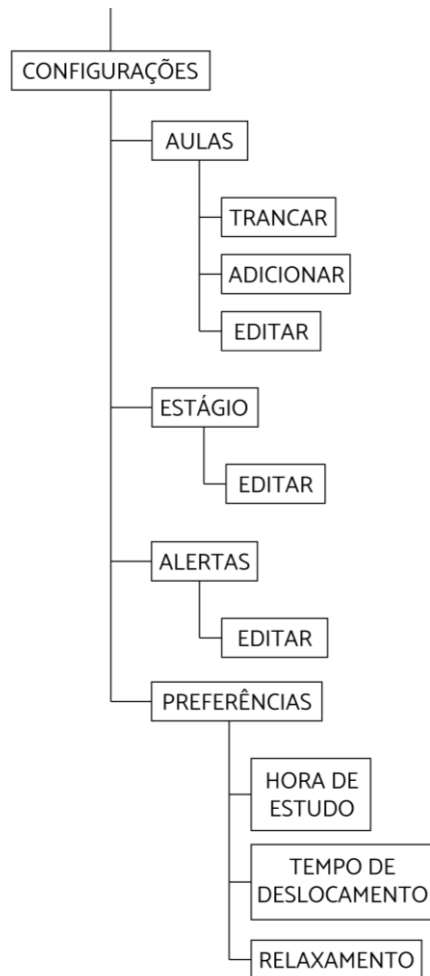 CONFIGURAÇÕES
AULAS
TRANCAR
ADICIONAR
EDITAR
ESTÁGIO
EDITAR
ALERTAS
EDITAR
PREFERÊNCIAS
HORA DE
ESTUDO
TEMPO DE
DESLOCAMENTO
RELAXAMENTO